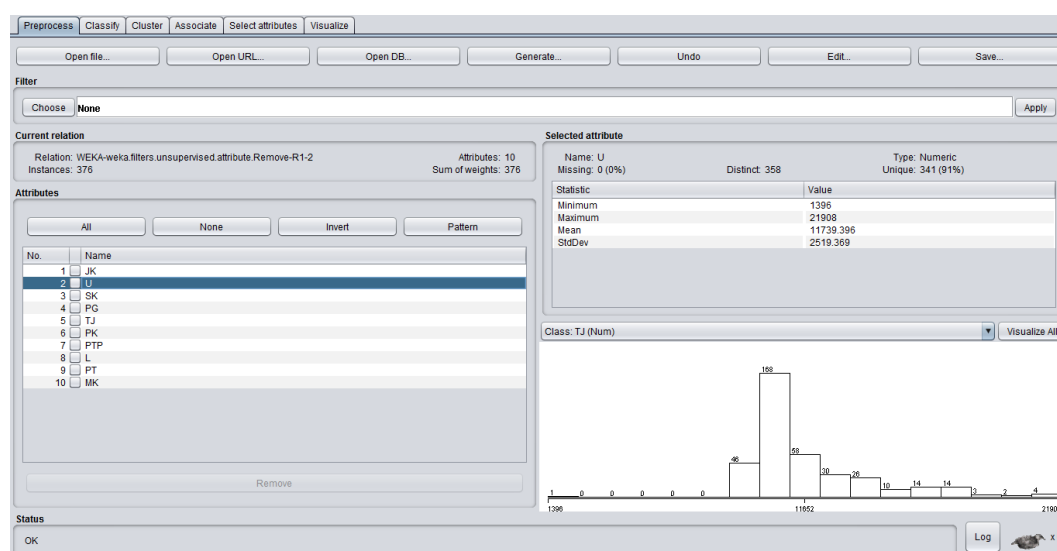 Preprocess Classify Cluster Associate Select attributes Visualize
Open file... Open URL... Open DB... Generate... Undo Edit... Save...
Filter
Choose None Apply
Current relation
Relation: WEKA-weka.filters.unsupervised.attribute.Remove-R1-2 Attributes: 10
Instances: 376 Sum of weights: 376
Attributes
All None Invert Pattern
No. Name
1 JK
2 U
3 SK
4 PG
5 TJ
6 PK
7 PTP
8 L
9 PT
10 MK
Remove
Selected attribute
Name: U Type: Numeric
Missing: 0 (0%) Distinct: 358 Unique: 341 (91%)
Statistic Value
Minimum 1396
Maximum 21908
Mean 11739.396
StdDev 2519.369
Class: TJ (Num) Visualize All
1 0 0 0 0 0 46 168 58 30 26 10 14 14 3 2 4
1396 11652 2190
Status
OK Log x